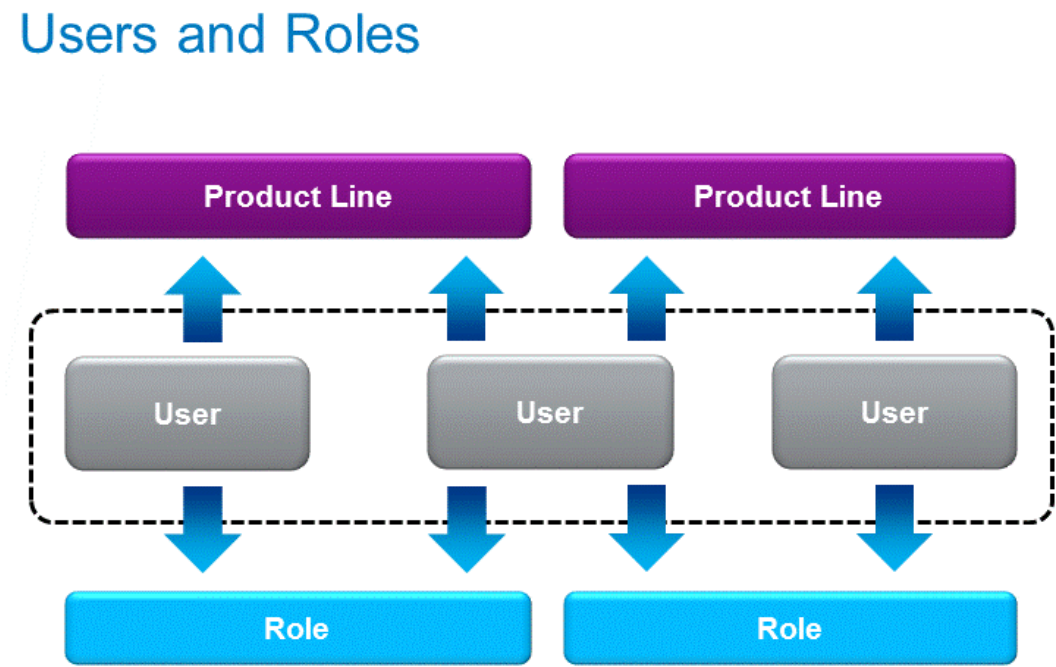 Users and Roles
Product Line
Product Line
User
User
User
Role
Role